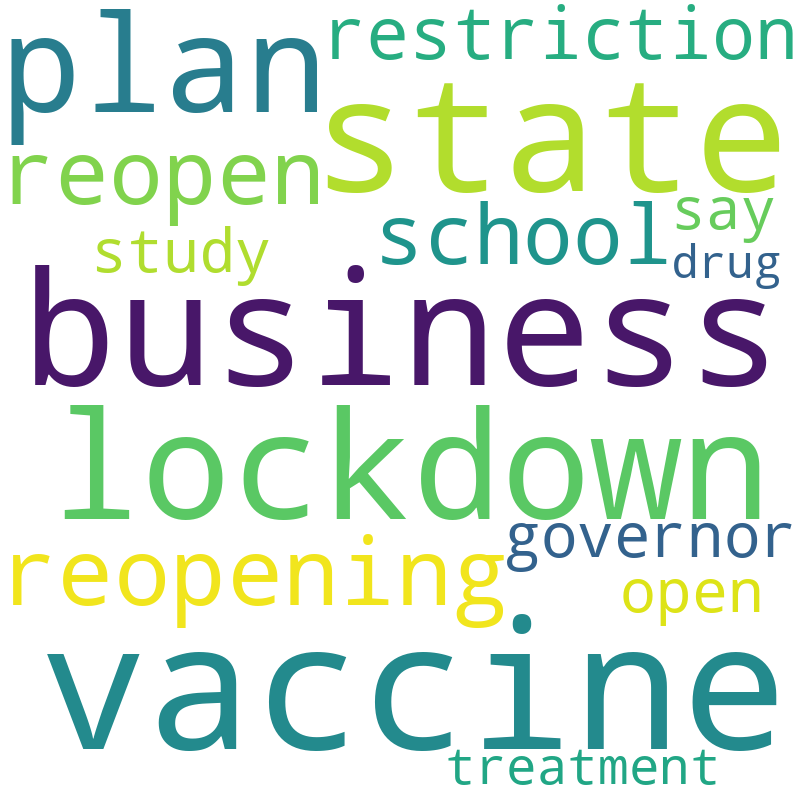 plan
restriction
state
reopen
school
say
study
drug
business
lockdown
governor
reopening
open
vaccine
treatment